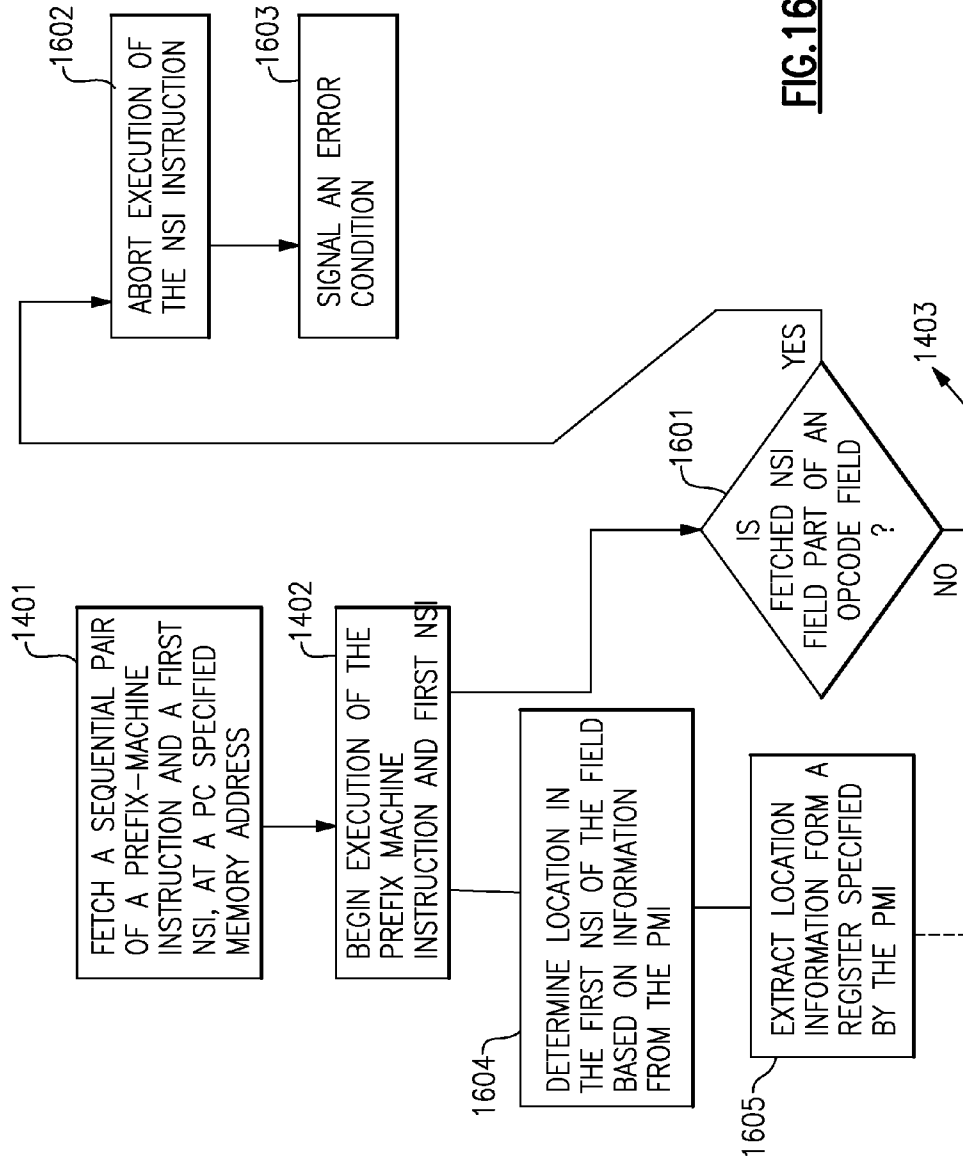 1401
FETCH A SEQUENTIAL PAIR
OF A PREFIX-MACHINE
INSTRUCTION AND A FIRST
NSI, AT A PC SPECIFIED
MEMORY ADDRESS
1402
BEGIN EXECUTION OF THE
PREFIX MACHINE
INSTRUCTION AND FIRST NSI
1604
DETERMINE LOCATION IN
THE FIRST NSI OF THE FIELD
BASED ON INFORMATION
FROM THE PMI
1605
EXTRACT LOCATION
INFORMATION FORM A
REGISTER SPECIFIED
BY THE PMI
1601
IS
FETCHED NSI
FIELD PART OF AN
OPCODE FIELD
?
YES
NO
1403
1602
ABORT EXECUTION OF
THE NSI INSTRUCTION
1603
SIGNAL AN ERROR
CONDITION
FIG.16